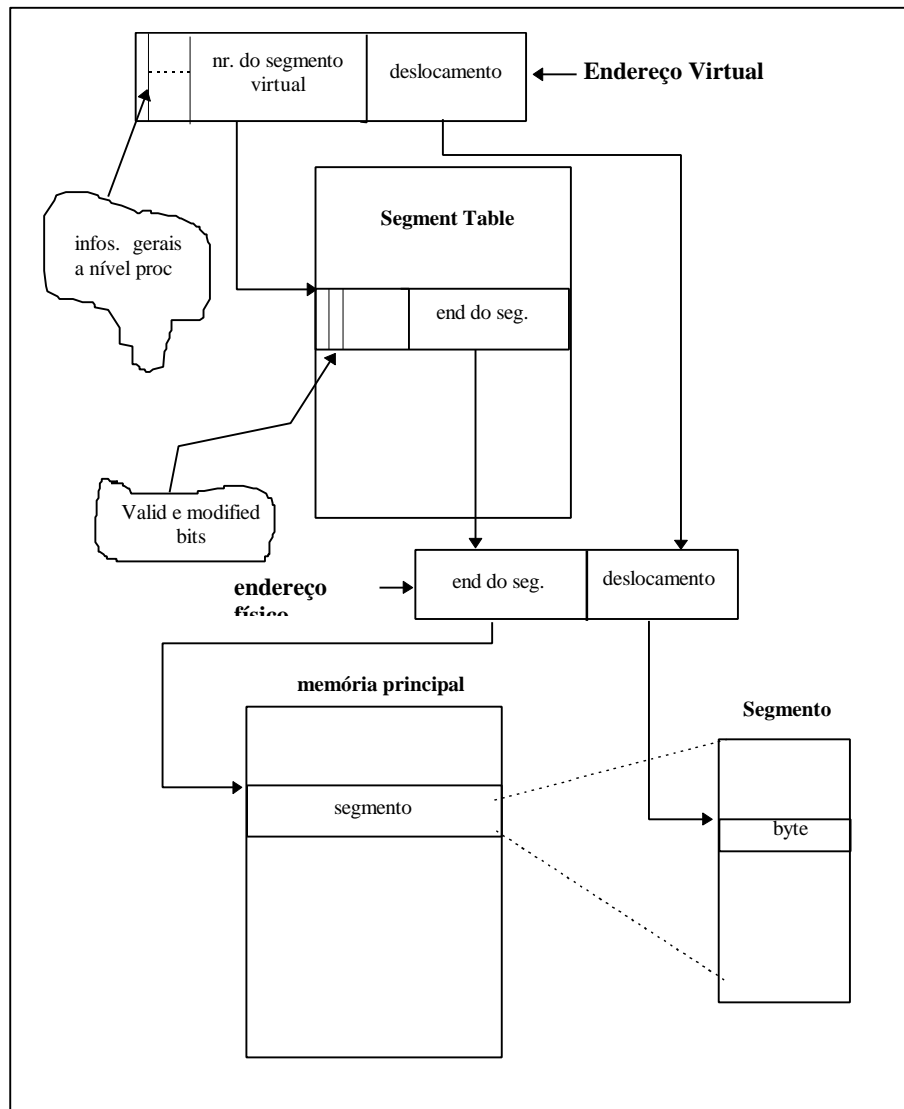 nr. do segmento
virtual
deslocamento
Endereço Virtual
Segment Table
infos. gerais
a nível proc
end do seg.
Valid e modified
bits
end do seg.
deslocamento
endereço
físico
memória principal
Segmento
segmento
byte